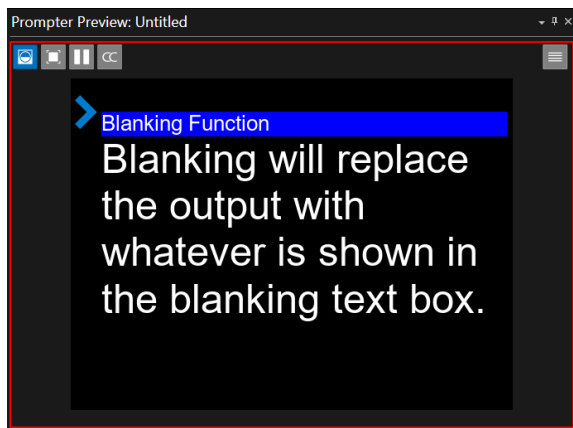 Prompter Preview: Untitled
CC
Blanking Function
Blanking will replace
the output with
whatever is shown in
the blanking text box.